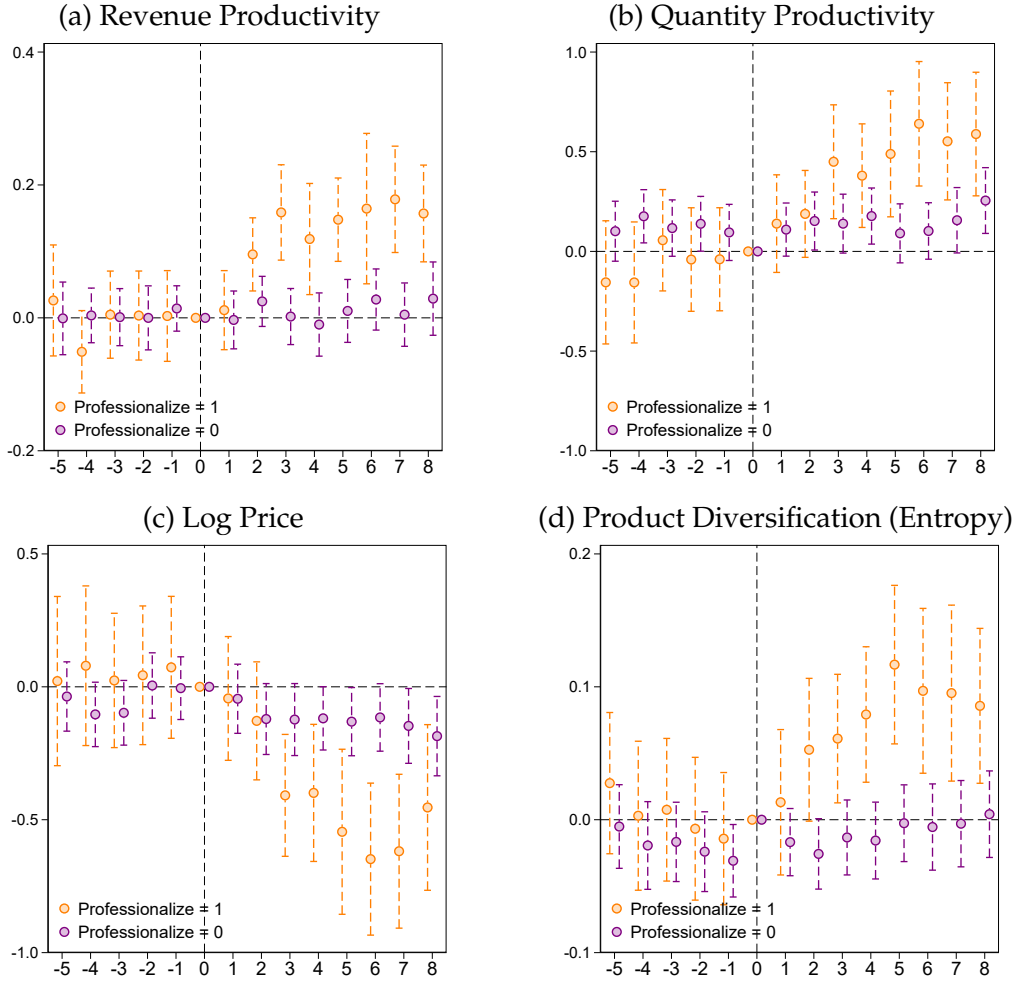 (a) Revenue Productivity
0.4
0.2
0.0
-0.2
Professionalize = 1
Professionalize = 0
-5 -4 -3 -2 -1 0 1 2 3 4 5 6 7 8
(b) Quantity Productivity
1.0
0.5
0.0
-0.5
-1.0
Professionalize = 1
Professionalize = 0
-5 -4 -3 -2 -1 0 1 2 3 4 5 6 7 8
(c) Log Price
0.5
0.0
-0.5
-1.0
Professionalize = 1
Professionalize = 0
-5 -4 -3 -2 -1 0 1 2 3 4 5 6 7 8
(d) Product Diversification (Entropy)
0.2
0.1
0.0
-0.1
Professionalize = 1
Professionalize = 0
-5 -4 -3 -2 -1 0 1 2 3 4 5 6 7 8